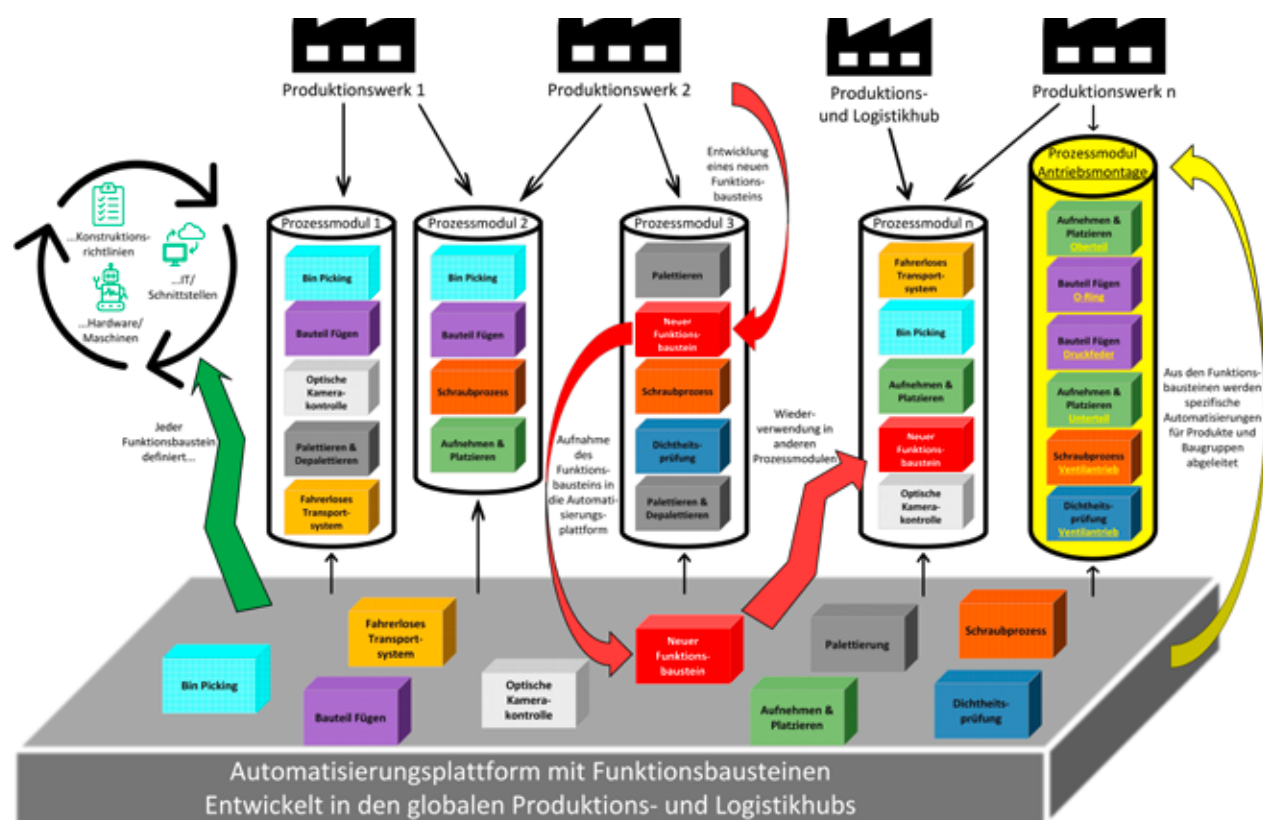 Produktionswerk 1
Produktionswerk 2
Produktions-
und Logistikhub
Produktionswerk n
...Konstruktions-
richtlinien
...IT/
Schnittstellen
...Hardware/
Maschinen
Jeder
Funktionsbaustein
definiert...
Prozessmodul 1
Bin Picking
Bauteil Fügen
Optische
Kamera-
kontrolle
Palettieren &
Depalettieren
Fahrerloses
Transport-
system
Prozessmodul 2
Bin Picking
Bauteil Fügen
Schraubprozess
Aufnehmen &
Platzieren
Entwicklung
eines neuen
Funktions-
bausteins
Aufnahme
des
Funktions-
bausteins in
die Automati-
sierungs-
plattform
Prozessmodul 3
Palettieren
Neuer
Funktions-
baustein
Schraubprozess
Dichtheits-
prüfung
Palettieren &
Depalettieren
Wieder-
verwendung in
anderen
Prozessmodulen
Prozessmodul n
Fahrerloses
Transport-
system
Bin Picking
Aufnehmen &
Platzieren
Neuer
Funktions-
baustein
Optische
Kamera-
kontrolle
Prozessmodul
Antriebsmontage
Aufnehmen &
Platzieren
Oberteil
Bauteil Fügen
O-Ring
Bauteil Fügen
Druckfeder
Aufnehmen &
Platzieren
Unterteil
Schraubprozess
Ventilantrieb
Dichtheits-
prüfung
Ventilantrieb
Aus den Funktions-
bausteinen werden
spezifische
Automatisierungen
für Produkte und
Baugruppen
abgeleitet
Bin Picking
Fahrerloses
Transport-
system
Bauteil Fügen
Optische
Kamera-
kontrolle
Neuer
Funktions-
baustein
Aufnehmen &
Platzieren
Palettierung
Schraubprozess
Dichtheits-
prüfung
Automatisierungsplattform mit Funktionsbausteinen
Entwickelt in den globalen Produktions- und Logistikhubs